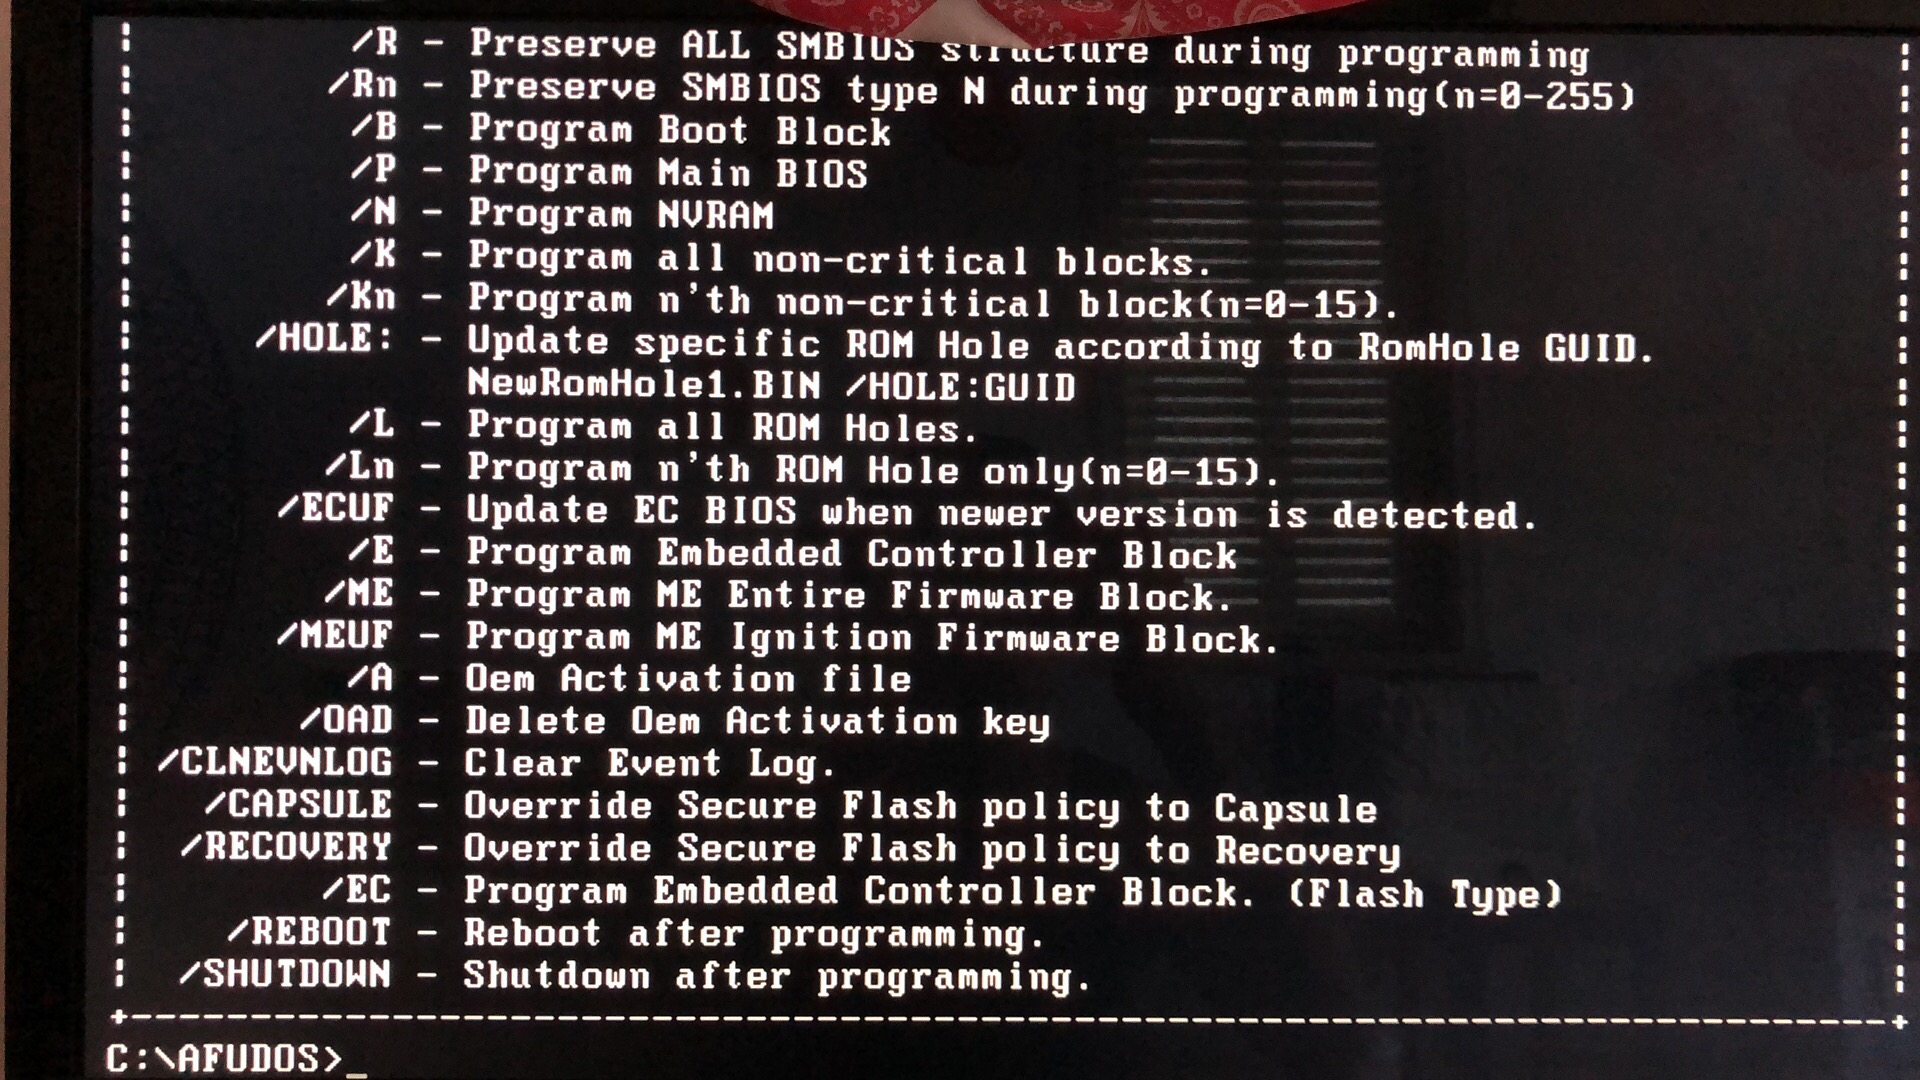 /R - Preserve ALL SMBIOS structure during programming
/Rn - Preserve SMBIOS type N during programming(n=0-255)
/B - Program Boot Block
/P - Program Main BIOS
/N - Program NVRAM
/K - Program all non-critical blocks.
/Kn - Program n'th non-critical block(n=0-15).
/HOLE: - Update specific ROM Hole according to RomHole GUID.
NewRomHole1.BIN /HOLE:GUID
/L - Program all ROM Holes.
/Ln - Program n'th ROM Hole only(n=0-15).
/ECUF - Update EC BIOS when newer version is detected.
/E - Program Embedded Controller Block
/ME - Program ME Entire Firmware Block.
/MEUF - Program ME Ignition Firmware Block.
/A - Oem Activation file
/OAD - Delete Oem Activation key
/CLNEVNLOG - Clear Event Log.
/CAPSULE - Override Secure Flash policy to Capsule
/RECOVERY - Override Secure Flash policy to Recovery
/EC - Program Embedded Controller Block. (Flash Type)
/REBOOT - Reboot after programming.
/SHUTDOWN - Shutdown after programming.
C:\AFUDOS>_